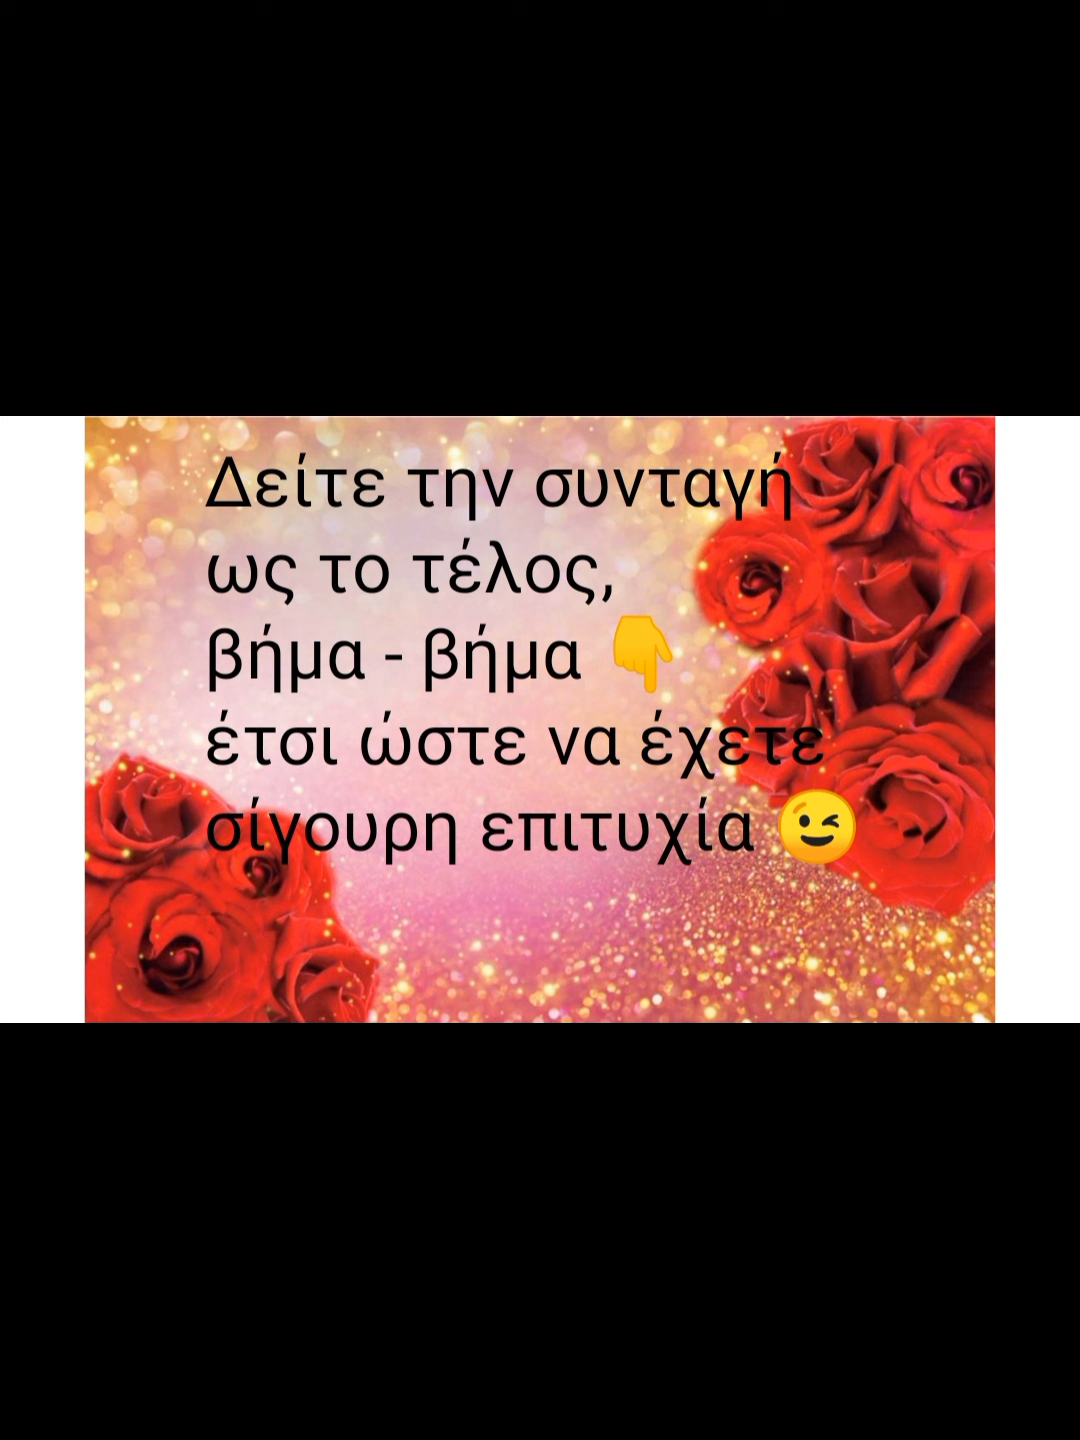 Δείτε την συνταγή
ως το τέλος,
βήμα - βήμα 👇
έτσι ώστε να έχετε
σίγουρη επιτυχία 😉